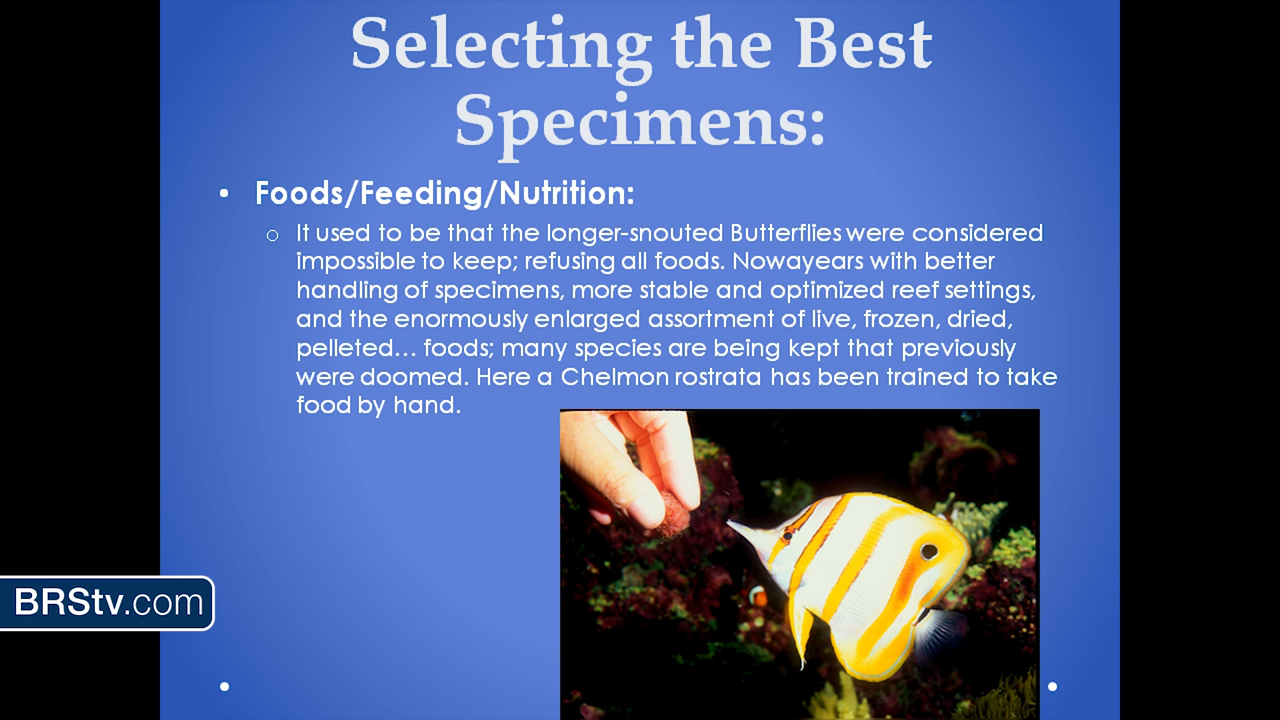 Selecting the Best
Specimens:
• Foods/Feeding/Nutrition:
o It used to be that the longer-snouted Butterflies were considered
impossible to keep; refusing all foods. Nowayears with better
handling of specimens, more stable and optimized reef settings,
and the enormously enlarged assortment of live, frozen, dried,
pelleted… foods; many species are being kept that previously
were doomed. Here a Chelmon rostrata has been trained to take
food by hand.
BRStv.com